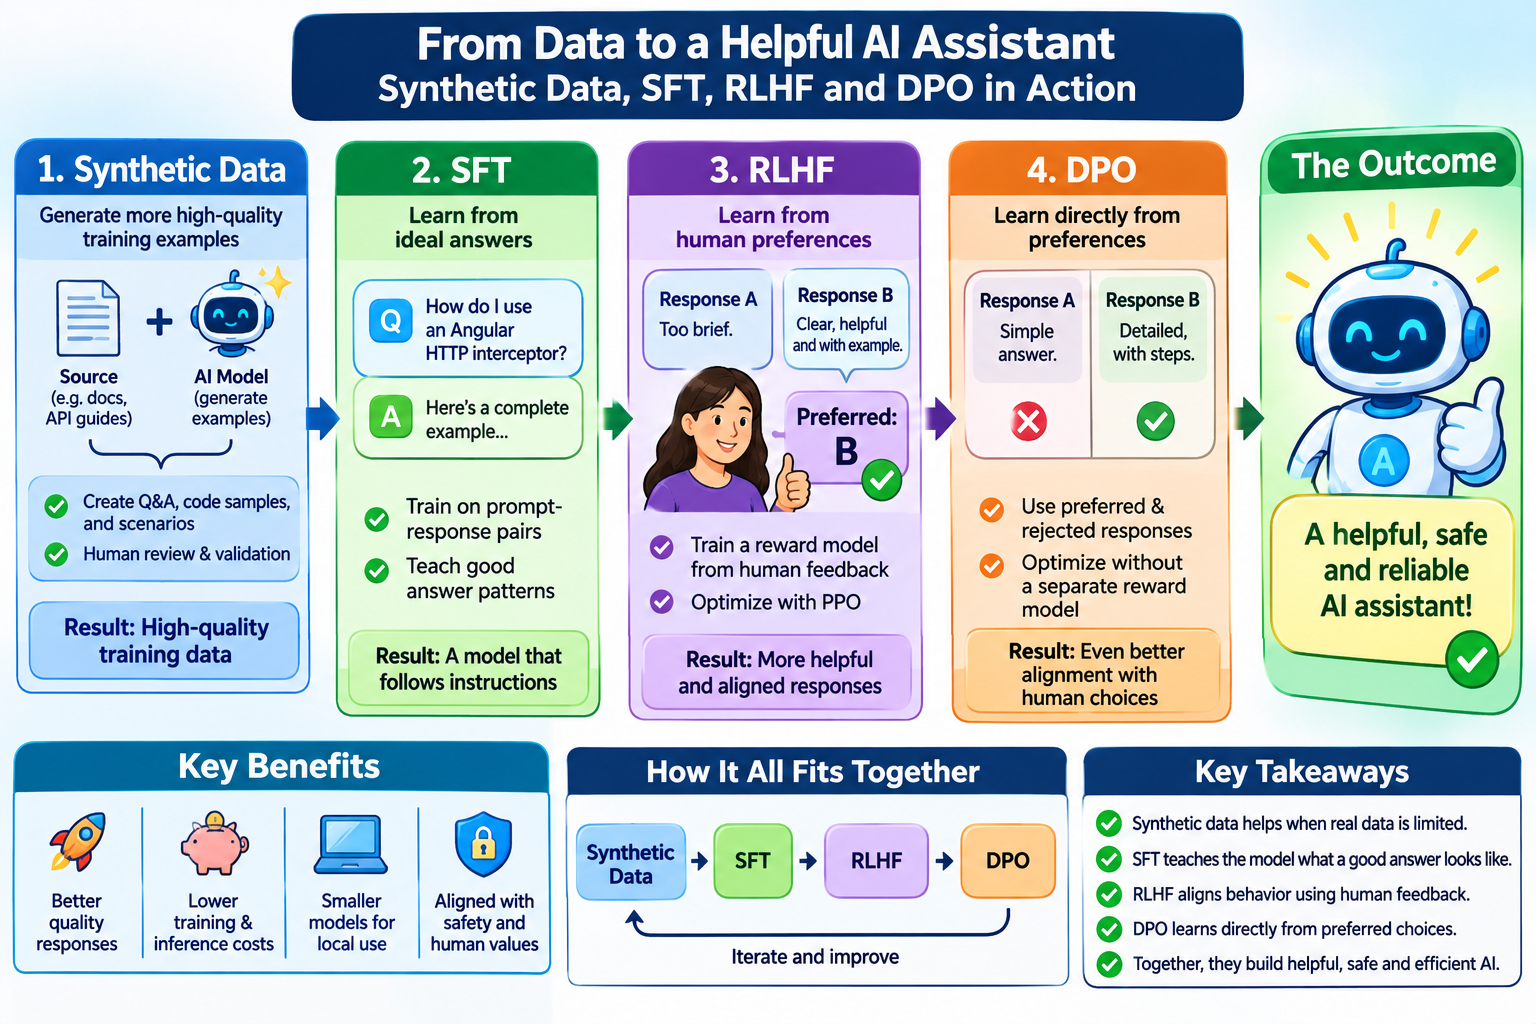 From Data to a Helpful AI Assistant
Synthetic Data, SFT, RLHF and DPO in Action
1. Synthetic Data
Generate more high-quality
training examples
Source
(e.g. docs,
API guides)
AI Model
(generate
examples)
Create Q&A, code samples,
and scenarios
Human review & validation
Result: High-quality
training data
2. SFT
Learn from
ideal answers
Q
How do I use
an Angular
HTTP interceptor?
A
Here's a complete
example...
Train on prompt-
response pairs
Teach good
answer patterns
Result: A model that
follows instructions
3. RLHF
Learn from
human preferences
Response A
Too brief.
Response B
Clear, helpful
and with example.
Preferred:
B
Train a reward model
from human feedback
Optimize with PPO
Result: More helpful
and aligned responses
4. DPO
Learn directly from
preferences
Response A
Simple
answer.
Response B
Detailed,
with steps.
Use preferred &
rejected responses
Optimize without
a separate reward
model
Result: Even better
alignment with
human choices
The Outcome
A
A helpful, safe
and reliable
AI assistant!
Key Benefits
Better
quality
responses
Lower
training &
inference costs
Smaller
models for
local use
Aligned with
safety and
human values
How It All Fits Together
Synthetic
Data
SFT
RLHF
DPO
Iterate and improve
Key Takeaways
Synthetic data helps when real data is limited.
SFT teaches the model what a good answer looks like.
RLHF aligns behavior using human feedback.
DPO learns directly from preferred choices.
Together, they build helpful, safe and efficient AI.